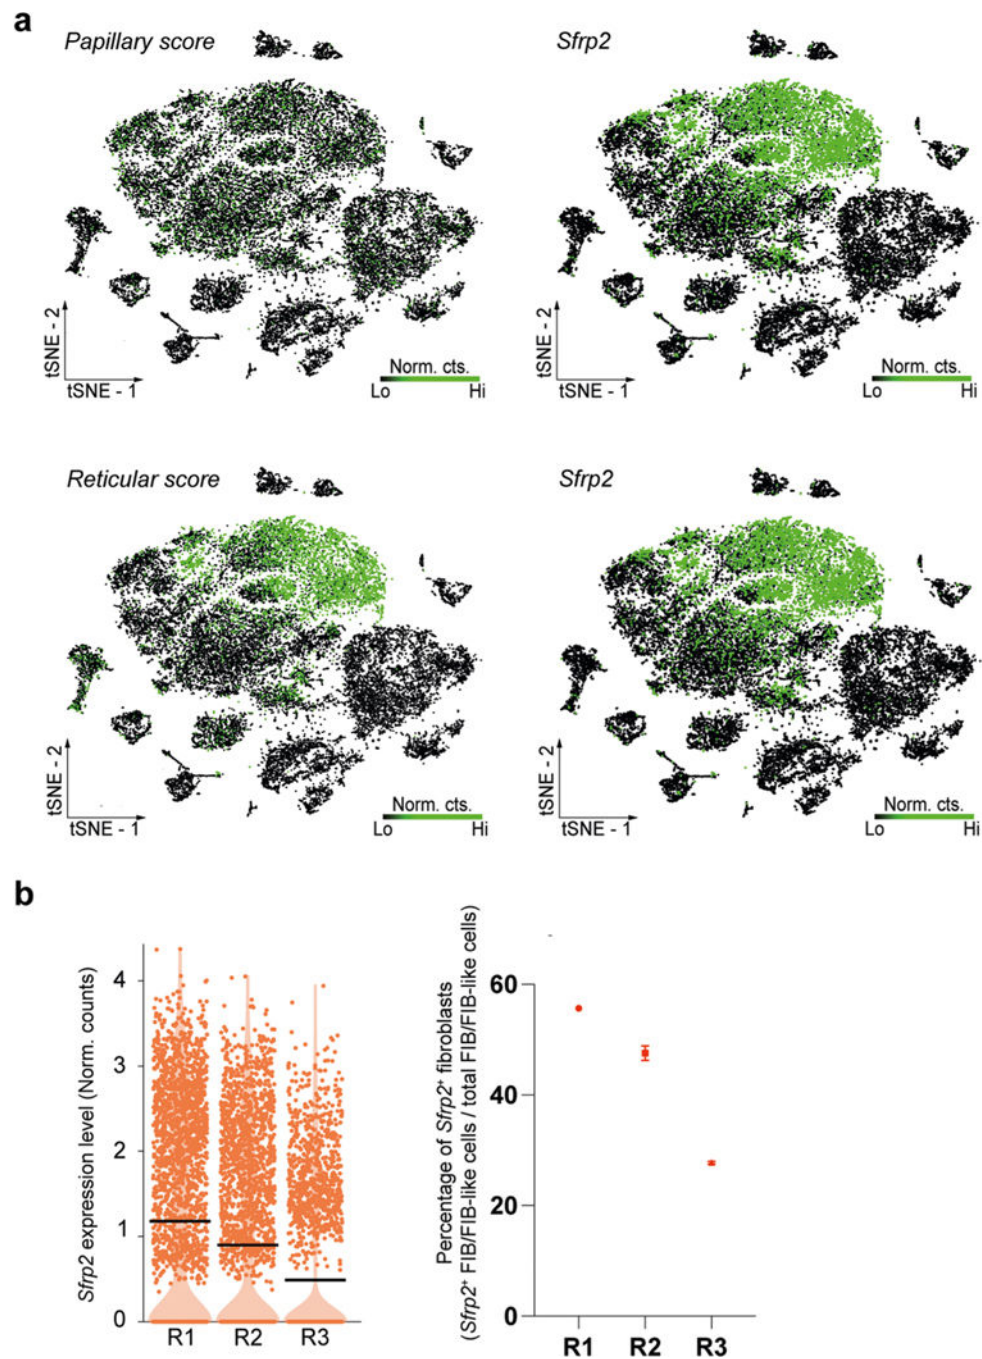 a
Papillary score
Sfrp2
tSNE - 2
tSNE - 1
Norm. cts.
Lo Hi
tSNE - 2
tSNE - 1
Norm. cts.
Lo Hi
Reticular score
Sfrp2
tSNE - 2
tSNE - 1
Norm. cts.
Lo Hi
tSNE - 2
tSNE - 1
Norm. cts.
Lo Hi
b
Sfrp2 expression level (Norm. counts)
4
3
2
1
0
R1 R2 R3
Percentage of Sfrp2⁺ fibroblasts
(Sfrp2⁺ FIB/FIB-like cells / total FIB/FIB-like cells)
60
40
20
0
R1 R2 R3